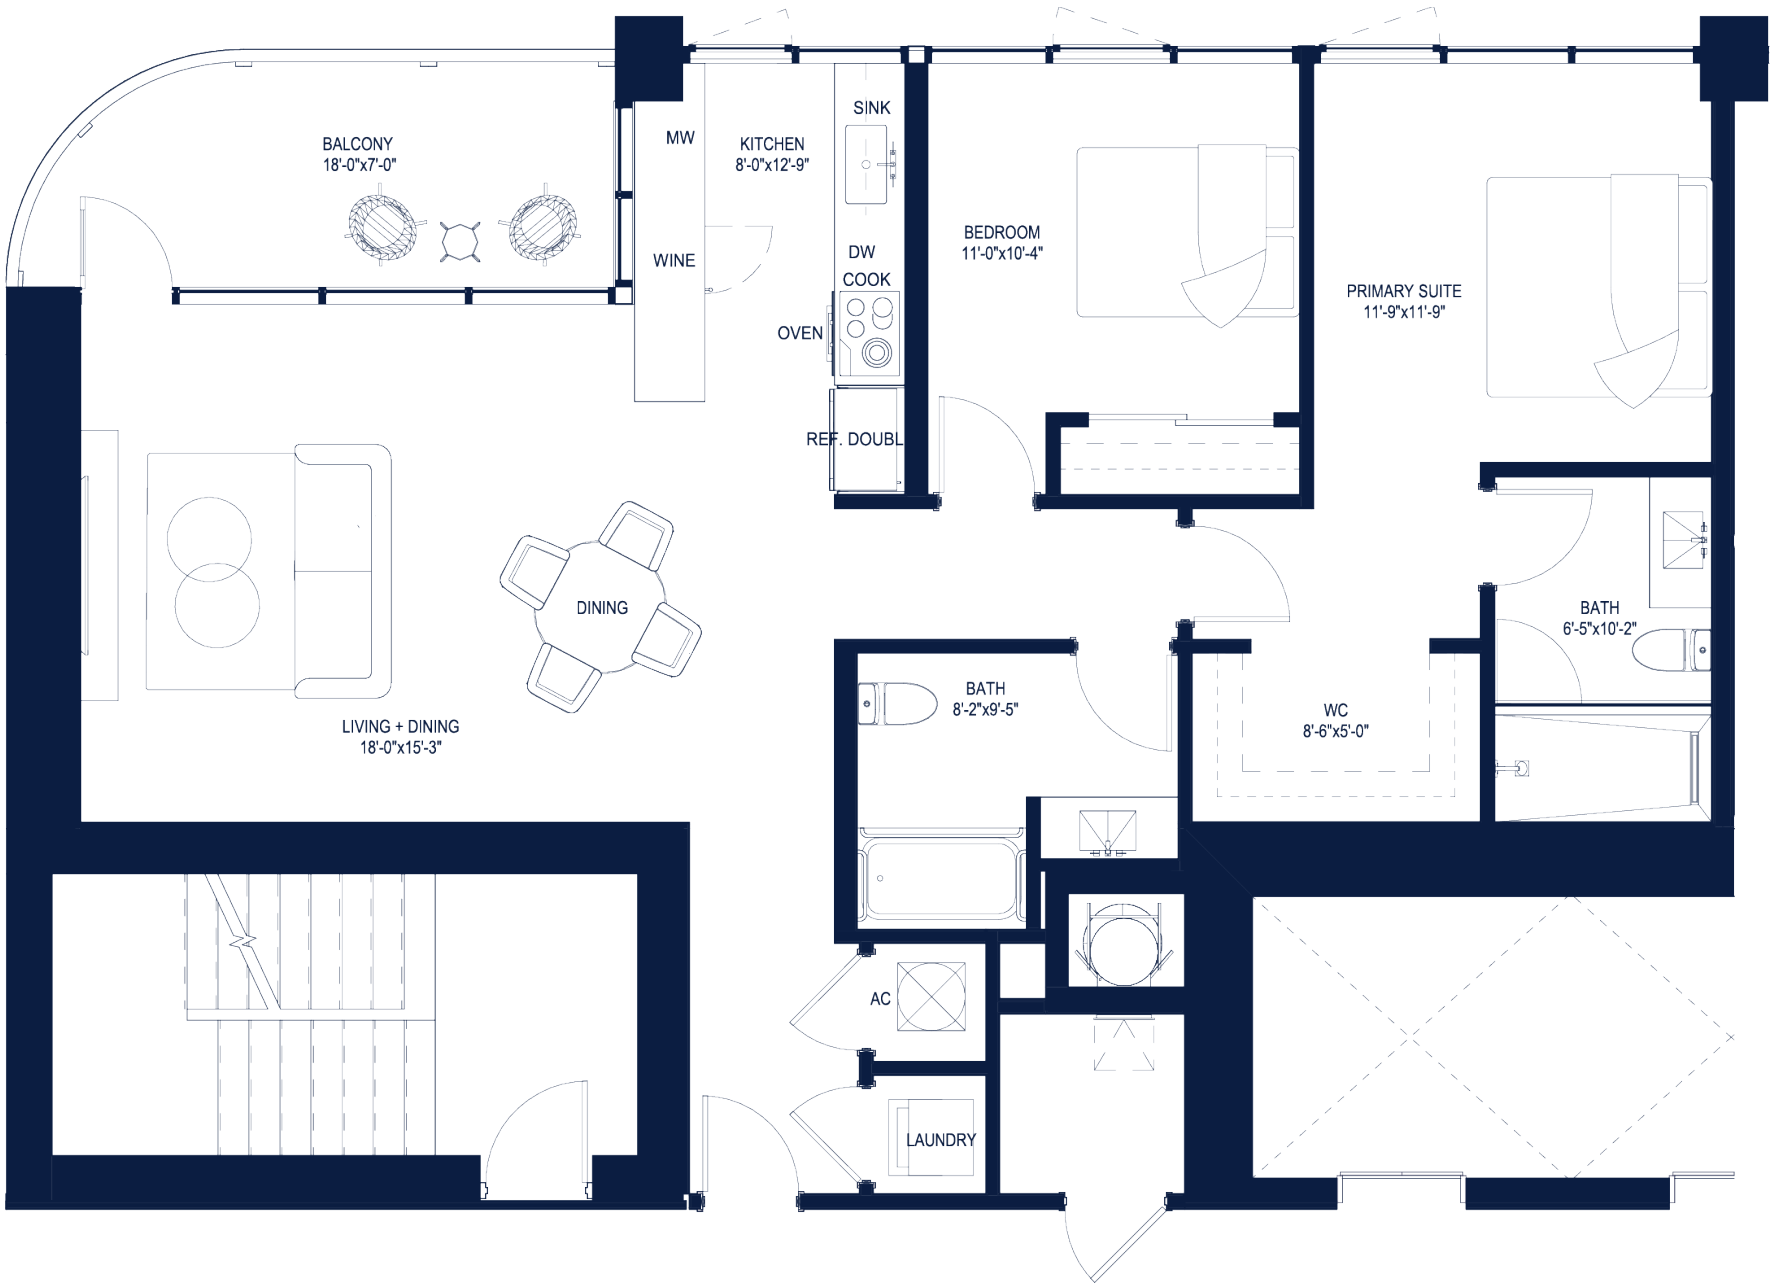 SINK
MW
BALCONY
18'-0"x7'-0"
KITCHEN
8'-0"x12'-9"
BEDROOM
11'-0"x10'-4"
WINE
DW
COOK
PRIMARY SUITE
11'-9"x11'-9"
OVEN
REF. DOUBL
DINING
BATH
6'-5"x10'-2"
BATH
8'-2"x9'-5"
WC
8'-6"x5'-0"
LIVING + DINING
18'-0"x15'-3"
AC
LAUNDRY